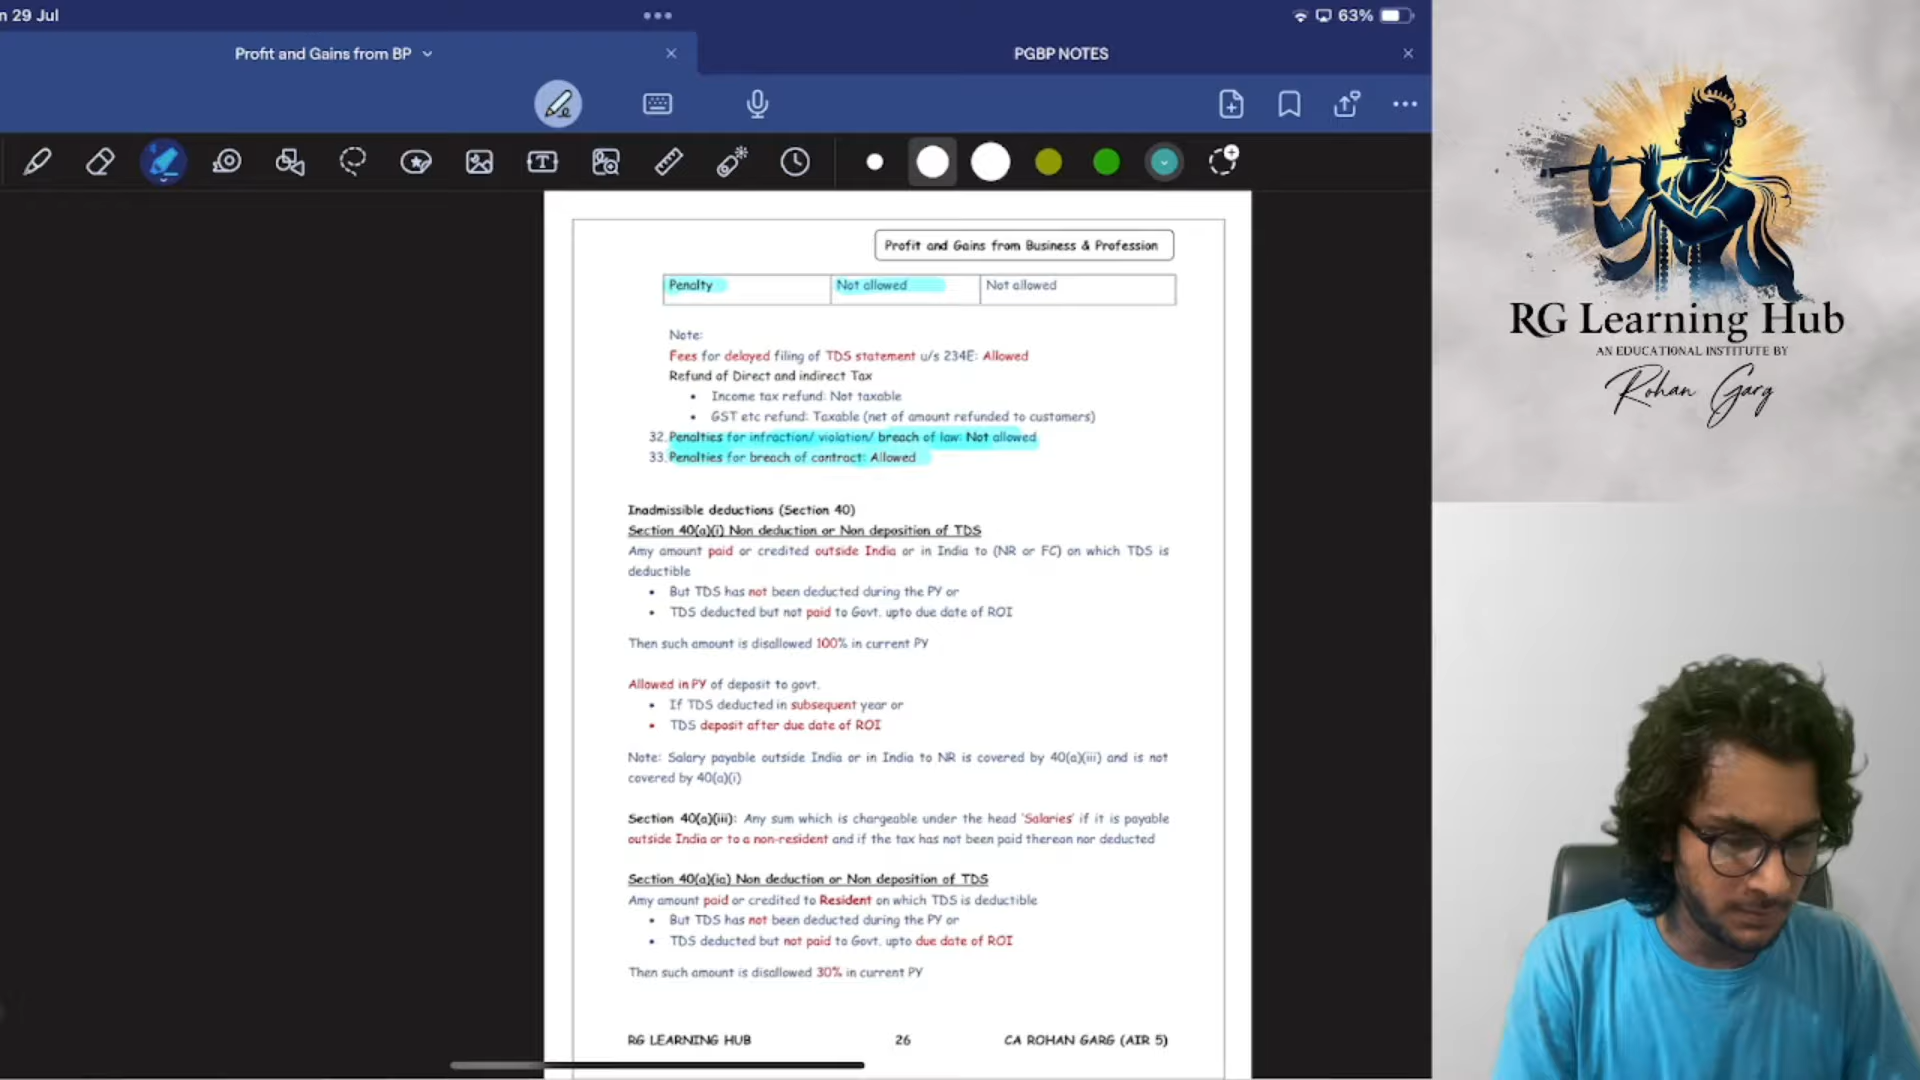 n 29 Jul
63%
Profit and Gains from BP
PGBP NOTES
Profit and Gains from Business & Profession
Penalty Not allowed Not allowed
Note:
Fees for delayed filing of TDS statement u/s 234E: Allowed
Refund of Direct and indirect Tax
• Income tax refund: Not taxable
• GST etc refund: Taxable (net of amount refunded to customers)
32. Penalties for infraction/ violation/ breach of law: Not allowed
33. Penalties for breach of contract: Allowed
Inadmissible deductions (Section 40)
Section 40(a)(i) Non deduction or Non deposition of TDS
Amy amount paid or credited outside India or in India to (NR or FC) on which TDS is
deductible
• But TDS has not been deducted during the PY or
• TDS deducted but not paid to Govt. upto due date of ROI
Then such amount is disallowed 100% in current PY
Allowed in PY of deposit to govt.
• If TDS deducted in subsequent year or
• TDS deposit after due date of ROI
Note: Salary payable outside India or in India to NR is covered by 40(a)(iii) and is not
covered by 40(a)(i)
Section 40(a)(iii): Any sum which is chargeable under the head 'Salaries' if it is payable
outside India or to a non-resident and if the tax has not been paid thereon nor deducted
Section 40(a)(ia) Non deduction or Non deposition of TDS
Amy amount paid or credited to Resident on which TDS is deductible
• But TDS has not been deducted during the PY or
• TDS deducted but not paid to Govt. upto due date of ROI
Then such amount is disallowed 30% in current PY
RG LEARNING HUB 26 CA ROHAN GARG (AIR 5)
RG Learning Hub
AN EDUCATIONAL INSTITUTE BY
Rohan Garg